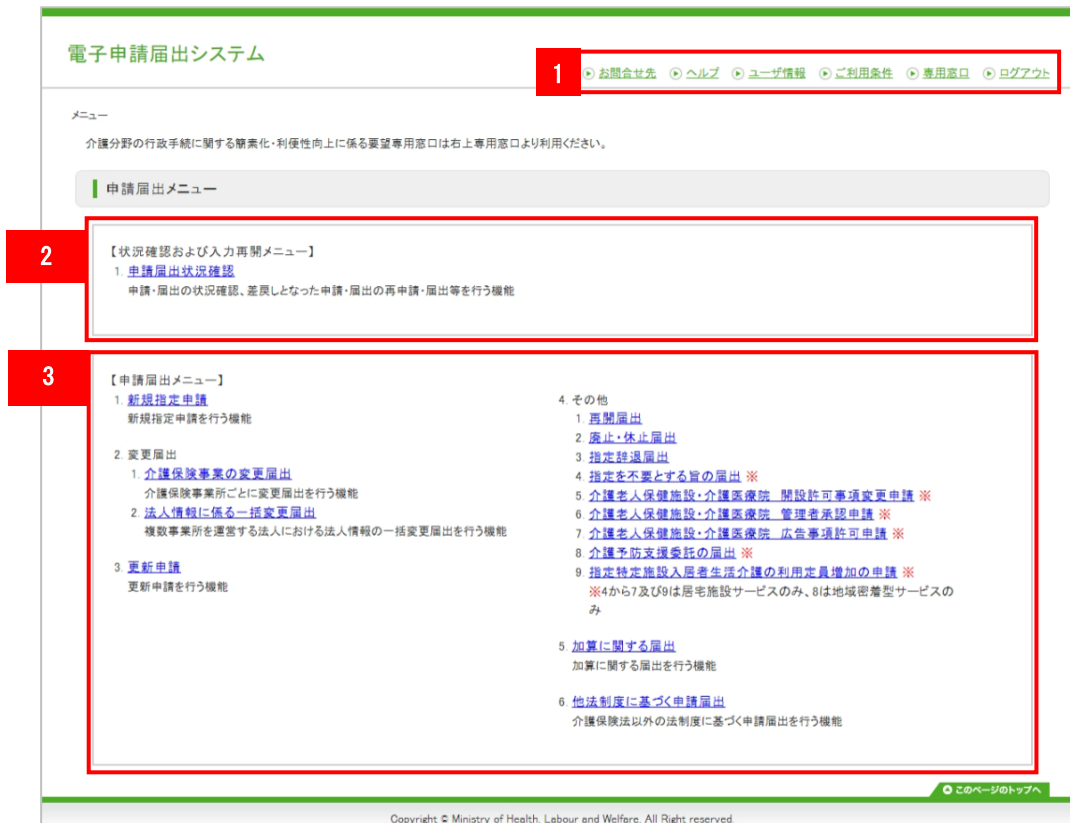 電子申請届出システム
1
お問合せ先 ヘルプ ユーザ情報 ご利用条件 専用窓口 ログアウト
メニュー
介護分野の行政手続に関する簡素化・利便性向上に係る要望専用窓口は右上専用窓口より利用ください。
申請届出メニュー
2
【状況確認および入力再開メニュー】
1. 申請届出状況確認
申請・届出の状況確認、差戻しとなった申請・届出の再申請・届出等を行う機能
3
【申請届出メニュー】
1. 新規指定申請
新規指定申請を行う機能
2. 変更届出
1. 介護保険事業の変更届出
介護保険事業所ごとに変更届出を行う機能
2. 法人情報に係る一括変更届出
複数事業所を運営する法人における法人情報の一括変更届出を行う機能
3. 更新申請
更新申請を行う機能
4. その他
1. 再開届出
2. 廃止・休止届出
3. 指定辞退届出
4. 指定を不要とする旨の届出 ※
5. 介護老人保健施設・介護医療院 開設許可事項変更申請 ※
6. 介護老人保健施設・介護医療院 管理者承認申請 ※
7. 介護老人保健施設・介護医療院 広告事項許可申請 ※
8. 介護予防支援委託の届出 ※
9. 指定特定施設入居者生活介護の利用定員増加の申請 ※
※4から7及び9は居宅施設サービスのみ、8は地域密着型サービスの
み
5. 加算に関する届出
加算に関する届出を行う機能
6. 他法制度に基づく申請届出
介護保険法以外の法制度に基づく申請届出を行う機能
このページのトップへ
Copyright © Ministry of Health, Labour and Welfare, All Right reserved.